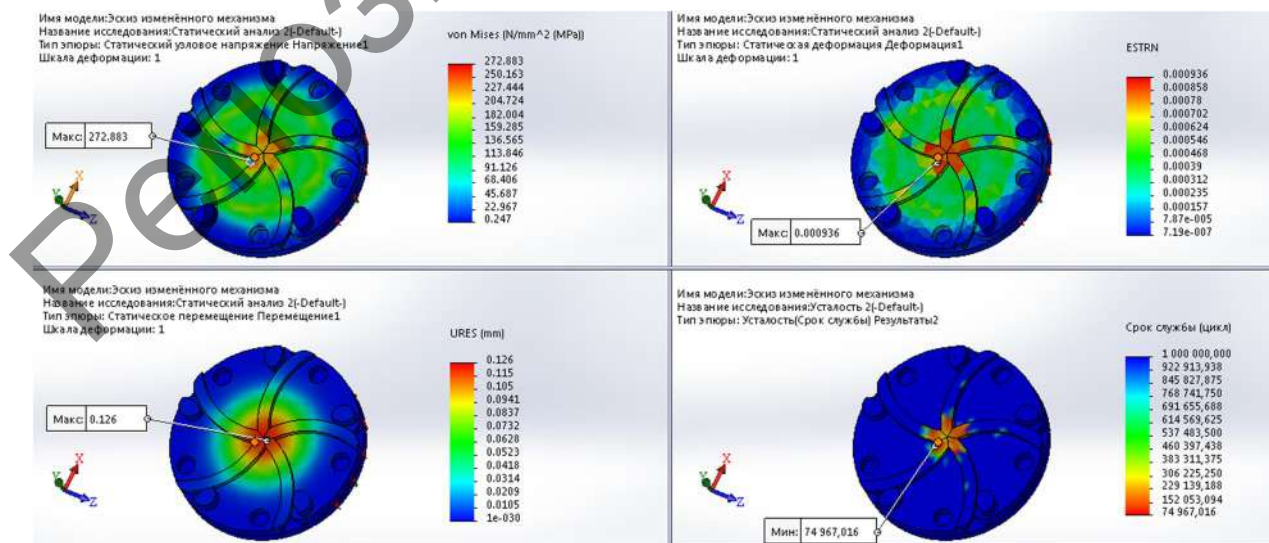 Имя модели:Эскиз изменённого механизма
Название исследования:Статический анализ 2(-Default-)
Тип эпюры: Статический узловое напряжение Напряжение1
Шкала деформации: 1
von Mises (N/mm^2 (MPa))
272.883
250.163
227.444
204.724
182.004
159.285
136.565
113.846
91.126
68.406
45.687
22.967
0.247
Макс: 272.883
X
Y
Z
Имя модели:Эскиз изменённого механизма
Название исследования:Статический анализ 2(-Default-)
Тип эпюры: Статическая деформация Деформация1
Шкала деформации: 1
ESTRN
0.000936
0.000858
0.00078
0.000702
0.000624
0.000546
0.000468
0.00039
0.000312
0.000235
0.000157
7.87e-005
7.19e-007
Макс: 0.000936
X
Y
Z
Имя модели:Эскиз изменённого механизма
Название исследования:Статический анализ 2(-Default-)
Тип эпюры: Статическое перемещение Перемещение1
Шкала деформации: 1
URES (mm)
0.126
0.115
0.105
0.0941
0.0837
0.0732
0.0628
0.0523
0.0418
0.0314
0.0209
0.0105
1e-030
Макс: 0.126
X
Y
Z
Имя модели:Эскиз изменённого механизма
Название исследования:Усталость 2(-Default-)
Тип эпюры: Усталость(Срок службы) Результаты2
Срок службы (цикл)
1 000 000,000
922 913,938
845 827,875
768 741,750
691 655,688
614 569,625
537 483,500
460 397,438
383 311,375
306 225,250
229 139,188
152 053,094
74 967,016
Мин: 74 967,016
X
Y
Z